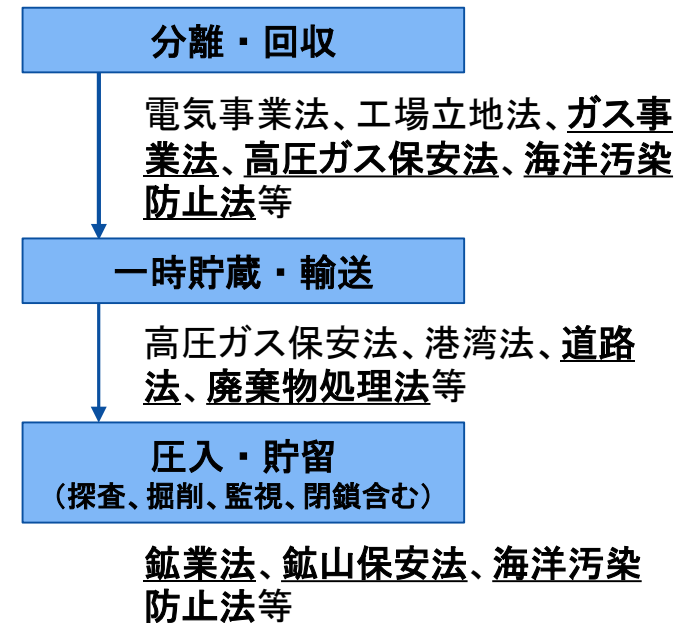 分離・回収
電気事業法、工場立地法、ガス事
業法、高圧ガス保安法、海洋汚染
防止法等
一時貯蔵・輸送
高圧ガス保安法、港湾法、道路
法、廃棄物処理法等
圧入・貯留
（探査、掘削、監視、閉鎖含む）
鉱業法、鉱山保安法、海洋汚染
防止法等